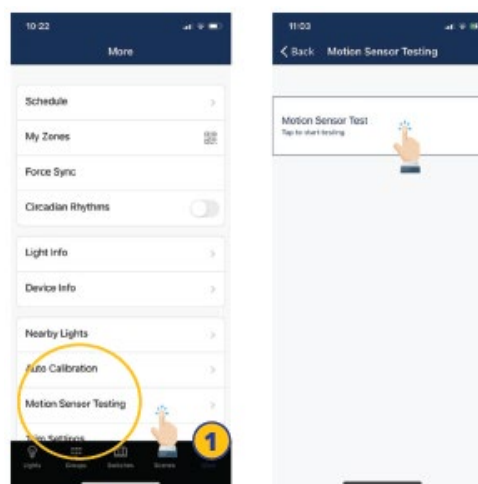 10:22
More
Schedule
My Zones
Force Sync
Circadian Rhythms
Light Info
Device Info
Nearby Lights
Auto Calibration
Motion Sensor Testing
Trim Settings
Lights Groups Switches Scenes
1
11:03
Back Motion Sensor Testing
Motion Sensor Test
Tap to start testing